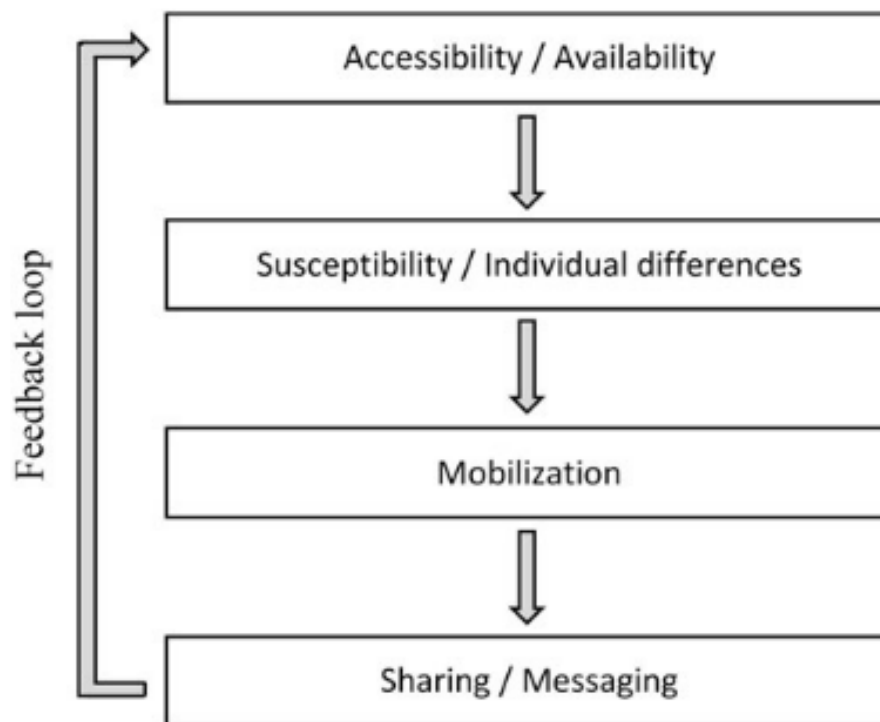 Accessibility / Availability
Susceptibility / Individual differences
Mobilization
Sharing / Messaging
Feedback loop